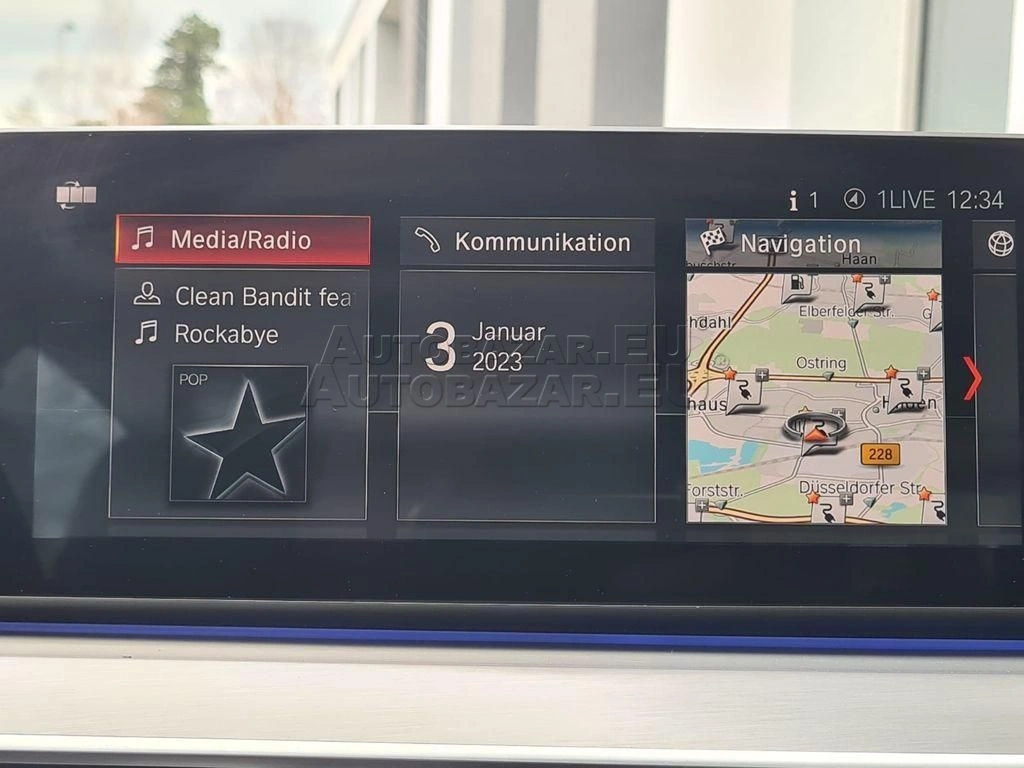 1 1LIVE 12:34
Media/Radio
Kommunikation
Navigation
Clean Bandit fea
Rockabye
POP
3 Januar
2023
Haan
Elberfelder Str.
Ostring
haus
228
Forststr.
Düsseldorfer Str.
AUTOBAZAR.EU
AUTOBAZAR.EU